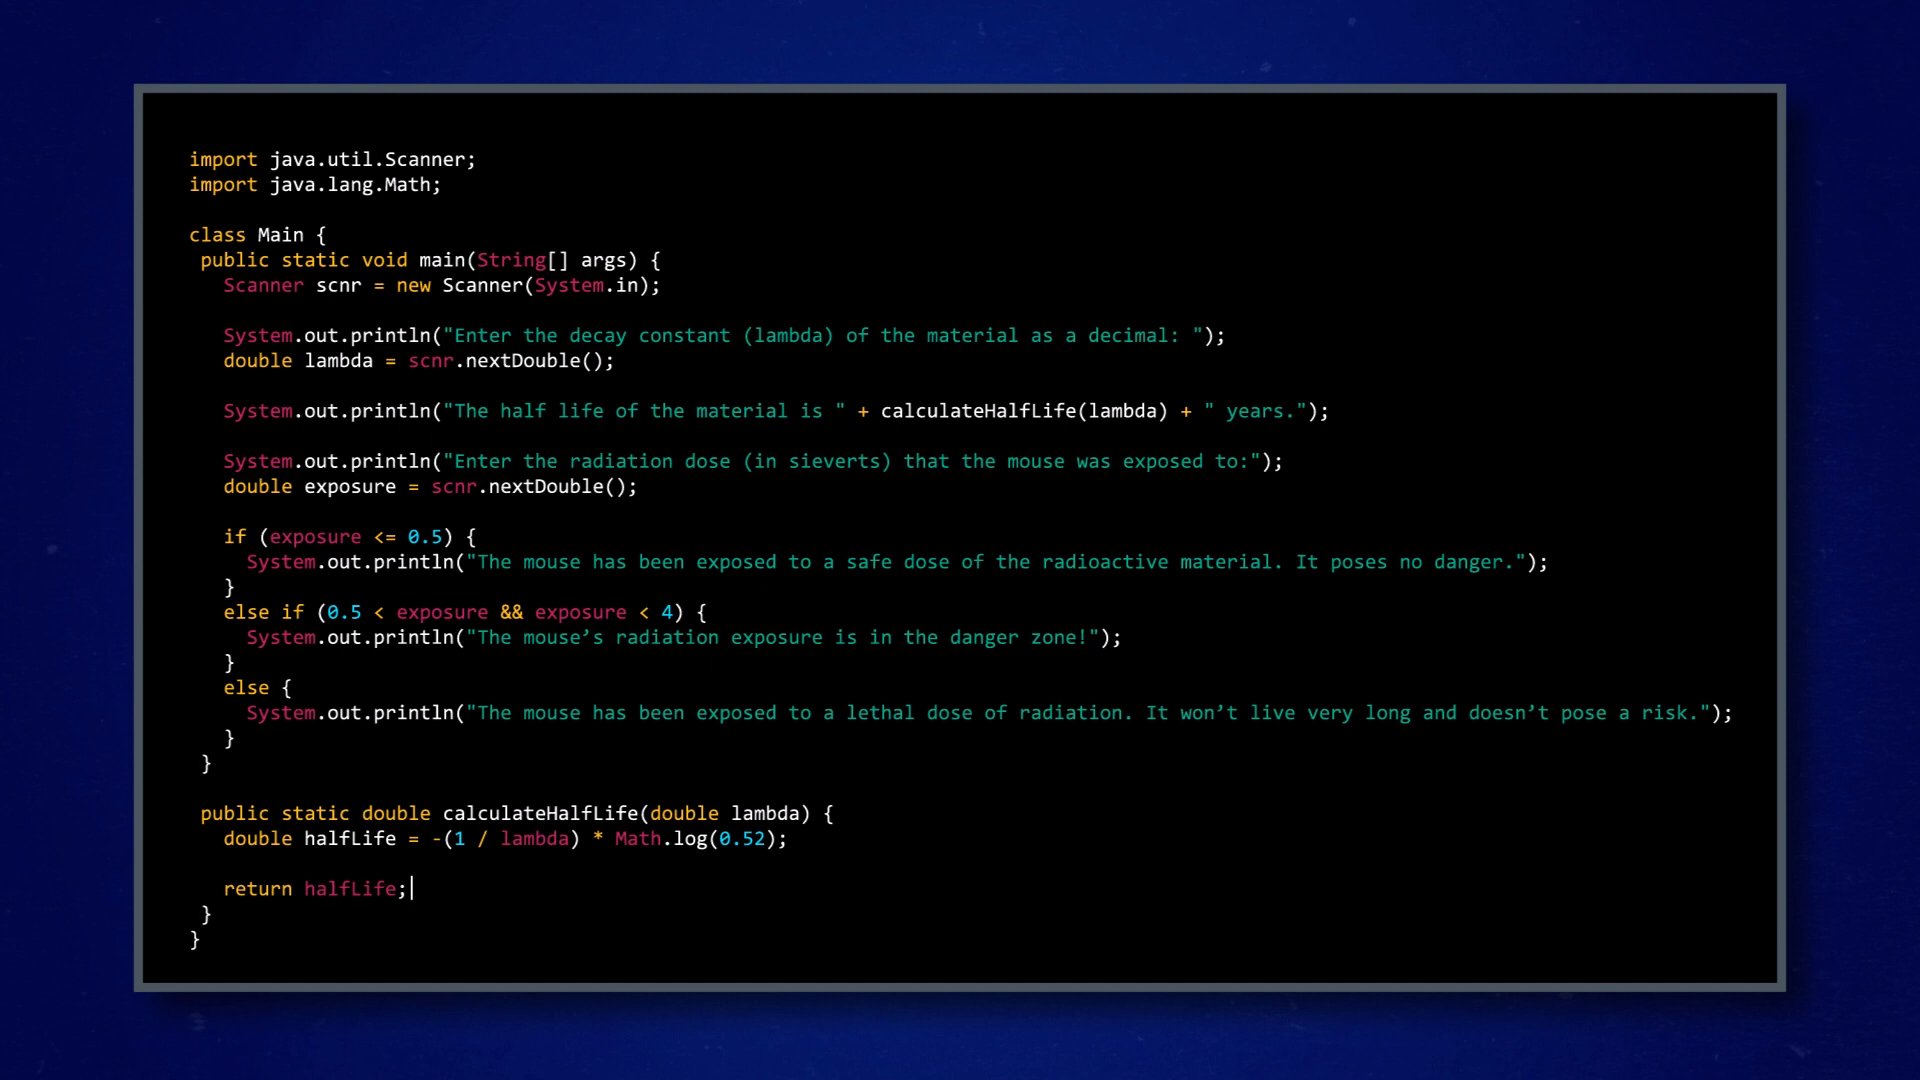 import java.util.Scanner;
import java.lang.Math;
class Main {
public static void main(String[] args) {
Scanner scnr = new Scanner(System.in);
System.out.println("Enter the decay constant (lambda) of the material as a decimal: ");
double lambda = scnr.nextDouble();
System.out.println("The half life of the material is " + calculateHalfLife(lambda) + " years.");
System.out.println("Enter the radiation dose (in sieverts) that the mouse was exposed to:");
double exposure = scnr.nextDouble();
if (exposure <= 0.5) {
System.out.println("The mouse has been exposed to a safe dose of the radioactive material. It poses no danger.");
}
else if (0.5 < exposure && exposure < 4) {
System.out.println("The mouse’s radiation exposure is in the danger zone!");
}
else {
System.out.println("The mouse has been exposed to a lethal dose of radiation. It won’t live very long and doesn’t pose a risk.");
}
}
public static double calculateHalfLife(double lambda) {
double halfLife = -(1 / lambda) * Math.log(0.52);
return halfLife;
}
}